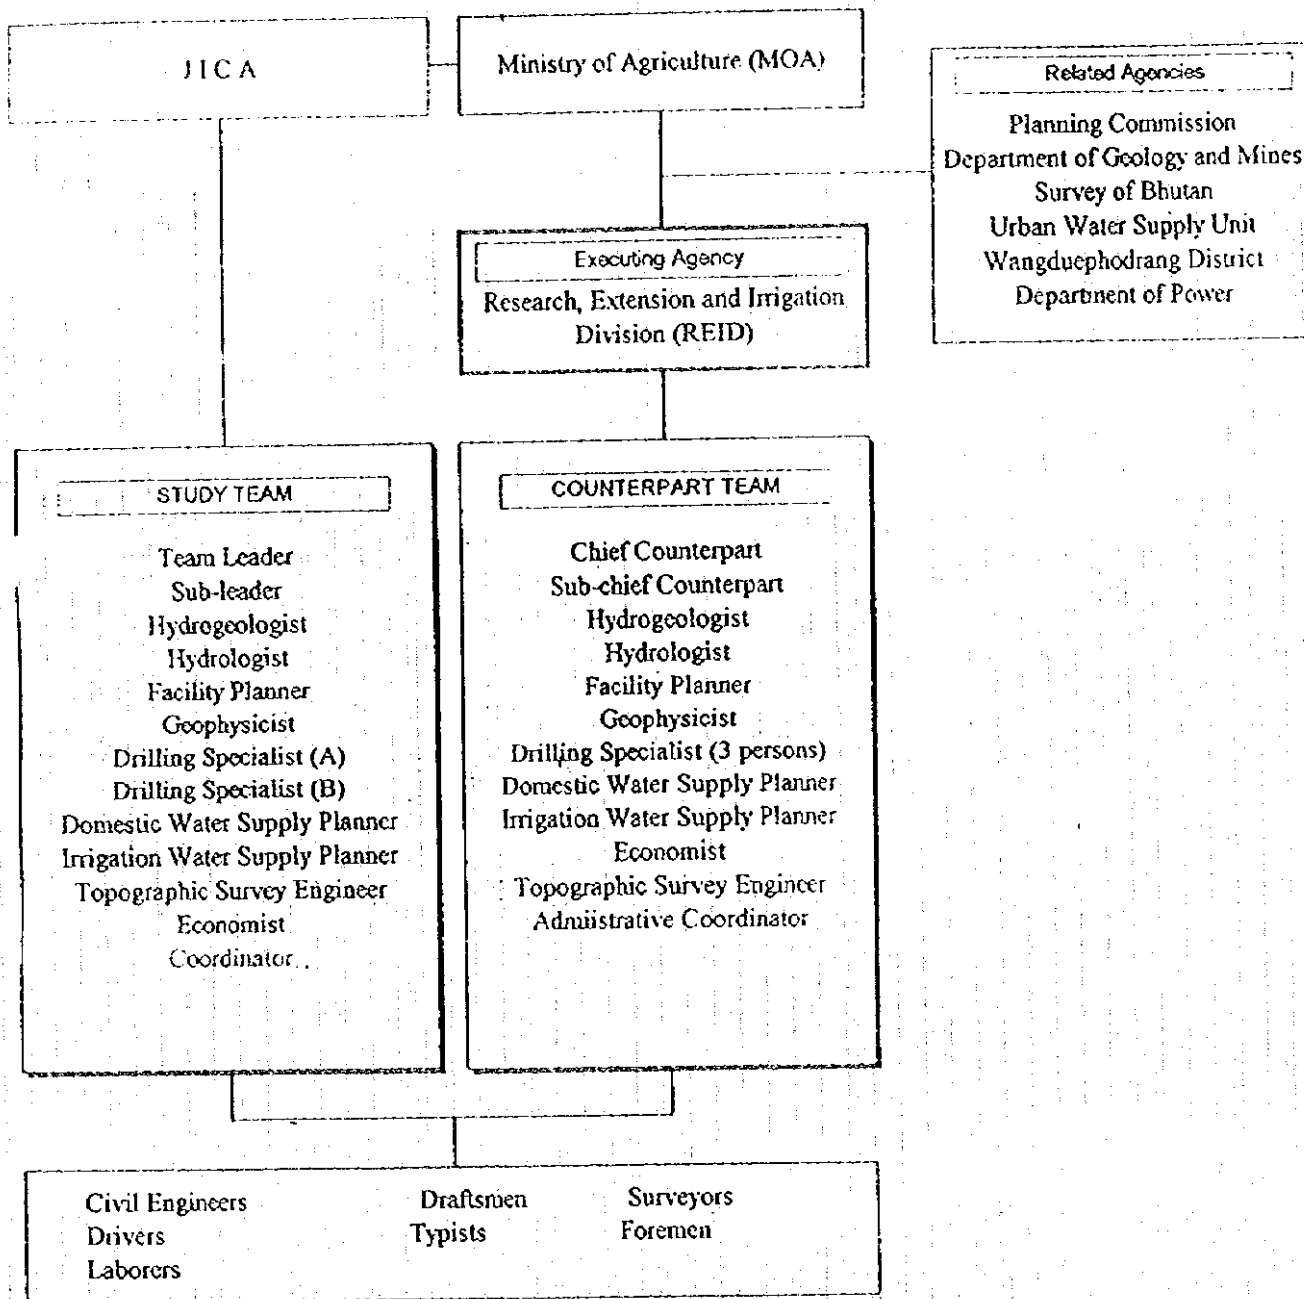 JICA
Ministry of Agriculture (MOA)
Related Agencies
Planning Commission
Department of Geology and Mines
Survey of Bhutan
Urban Water Supply Unit
Wangduephodrang District
Department of Power
Executing Agency
Research, Extension and Irrigation
Division (REID)
STUDY TEAM
Team Leader
Sub-leader
Hydrogeologist
Hydrologist
Facility Planner
Geophysicist
Drilling Specialist (A)
Drilling Specialist (B)
Domestic Water Supply Planner
Irrigation Water Supply Planner
Topographic Survey Engineer
Economist
Coordinator
COUNTERPART TEAM
Chief Counterpart
Sub-chief Counterpart
Hydrogeologist
Hydrologist
Facility Planner
Geophysicist
Drilling Specialist (3 persons)
Domestic Water Supply Planner
Irrigation Water Supply Planner
Economist
Topographic Survey Engineer
Admiistrative Coordinator
Civil Engineers Draftsmen Surveyors
Drivers Typists Foremen
Laborers